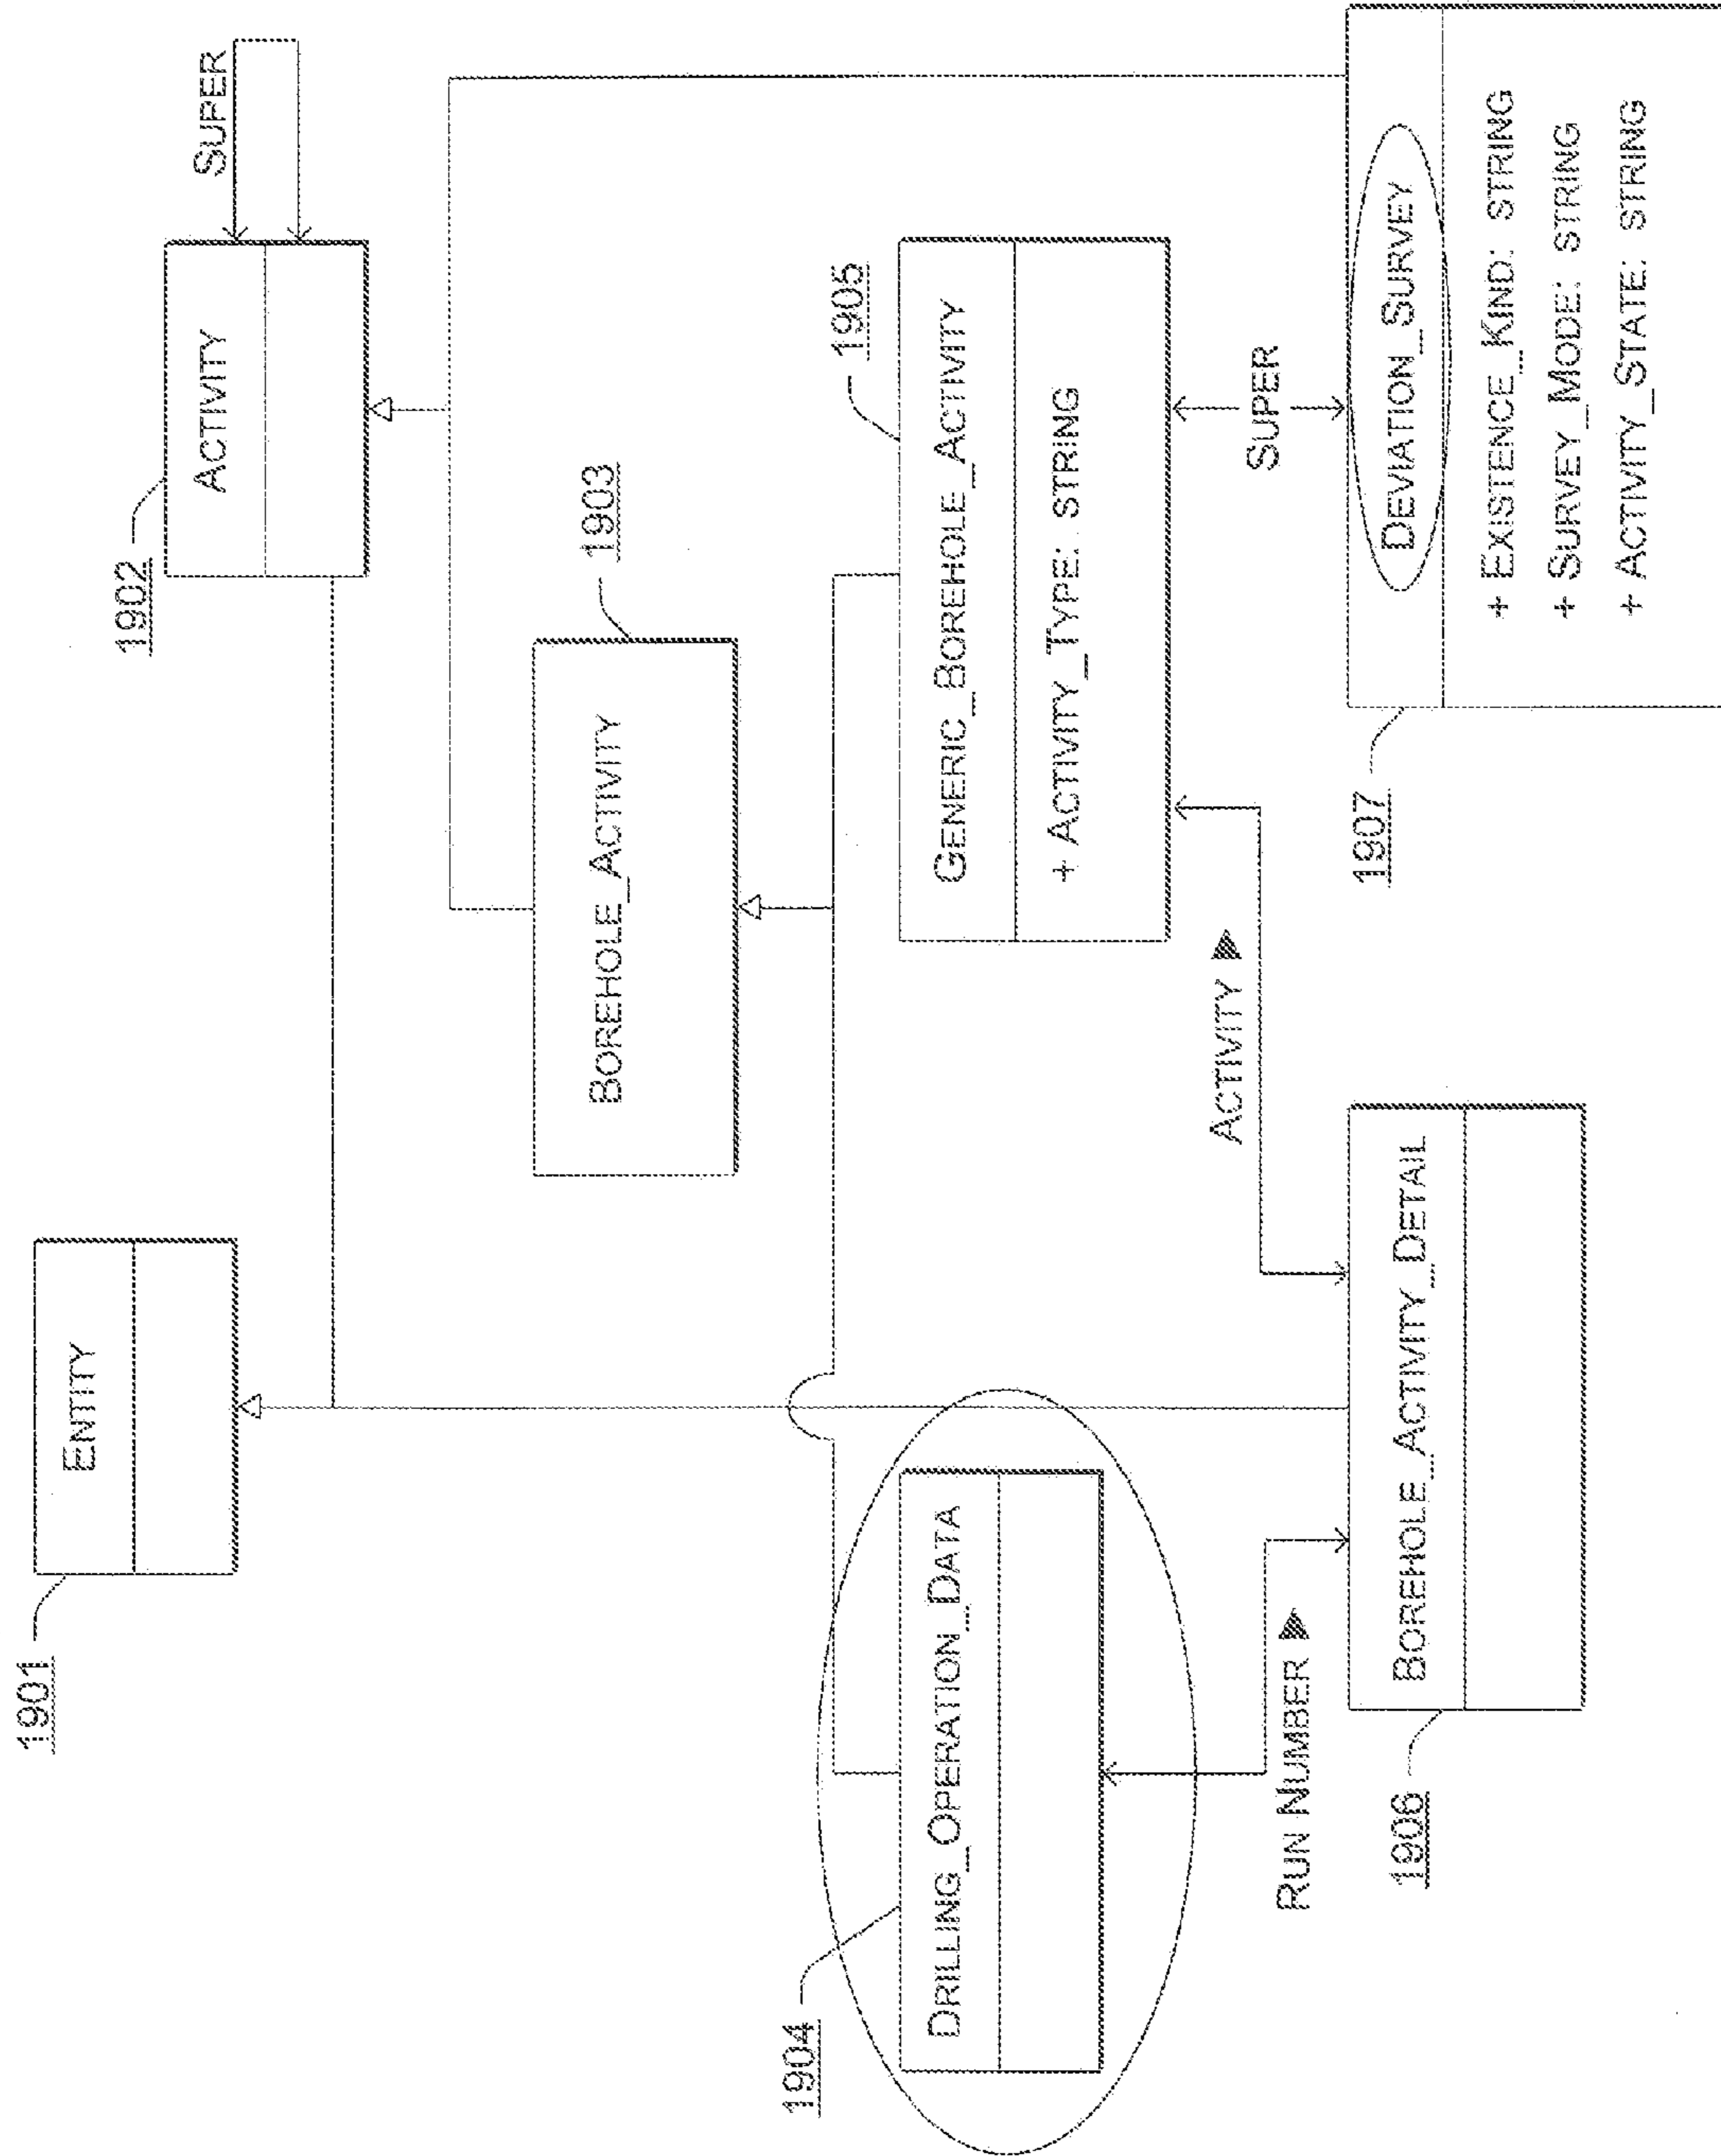 1901
ENTITY
1902
ACTIVITY
SUPER
1903
BOREHOLE_ACTIVITY
1904
DRILLING_OPERATION_DATA
1905
GENERIC_BOREHOLE_ACTIVITY
+ ACTIVITY_TYPE: STRING
RUN NUMBER ▶
ACTIVITY ▶
SUPER
1906
BOREHOLE_ACTIVITY_DETAIL
1907
DEVIATION_SURVEY
+ EXISTENCE_KIND: STRING
+ SURVEY_MODE: STRING
+ ACTIVITY_STATE: STRING